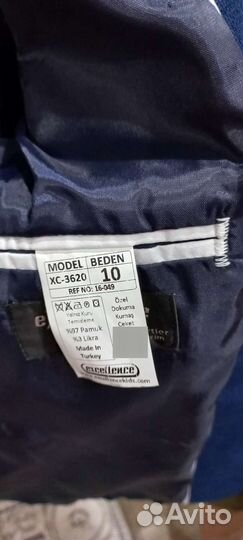 MODEL BEDEN
XC-3620 10
REF NO: 16-049
Yalnız Kuru
Temizleme
%97 Pamuk
%3 Likra
Made in
Turkey
Özel
Dokuma
Kumaş
Ceket
excellence
Avito